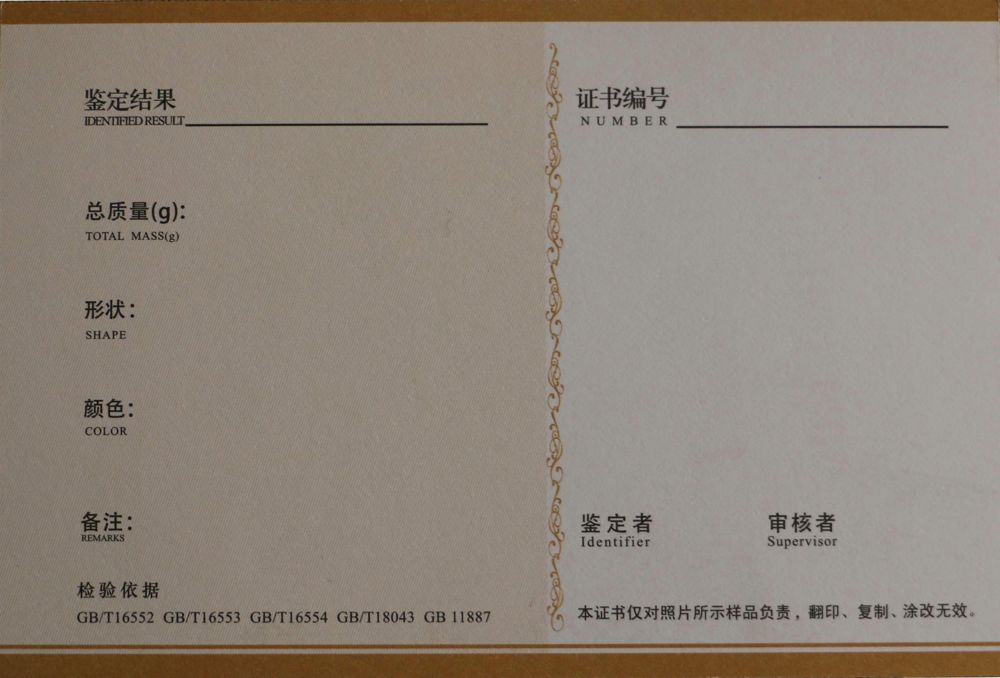 鉴定结果
IDENTIFIED RESULT
总质量(g)：
TOTAL MASS(g)
形状：
SHAPE
颜色：
COLOR
备注：
REMARKS
检验依据
GB/T16552 GB/T16553 GB/T16554 GB/T18043 GB 11887
证书编号
NUMBER
鉴定者 审核者
Identifier Supervisor
本证书仅对照片所示样品负责，翻印、复制、涂改无效。